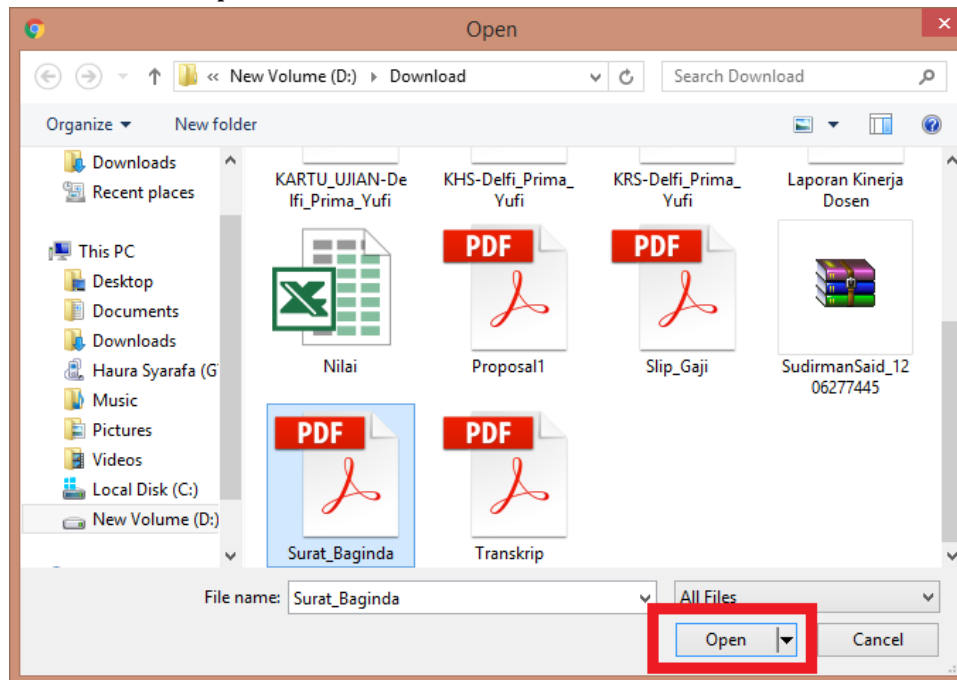 Open
« New Volume (D:) Download
Search Download
Organize
New folder
Downloads
Recent places
This PC
Desktop
Documents
Downloads
Haura Syarafa (G
Music
Pictures
Videos
Local Disk (C:)
New Volume (D:)
KARTU_UJIAN-De
lfi_Prima_Yufi
KHS-Delfi_Prima_
Yufi
KRS-Delfi_Prima_
Yufi
Laporan Kinerja
Dosen
PDF
PDF
Nilai
Proposal1
Slip_Gaji
SudirmanSaid_12
06277445
PDF
PDF
Surat_Baginda
Transkrip
File name: Surat_Baginda
All Files
Open
Cancel